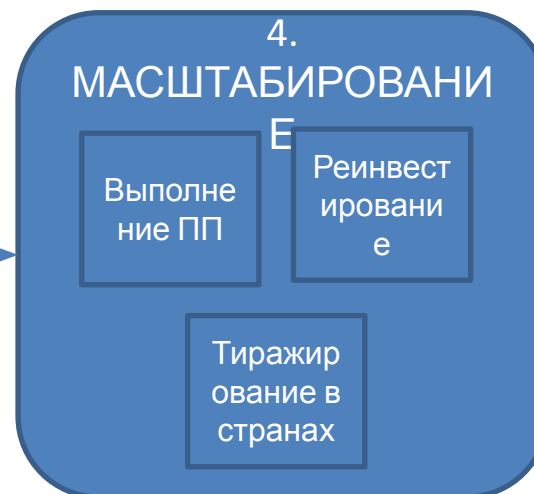 4.
МАСШТАБИРОВАНИ
Е
Выполне
ние ПП
Реинвест
ировани
е
Тиражир
ование в
странах